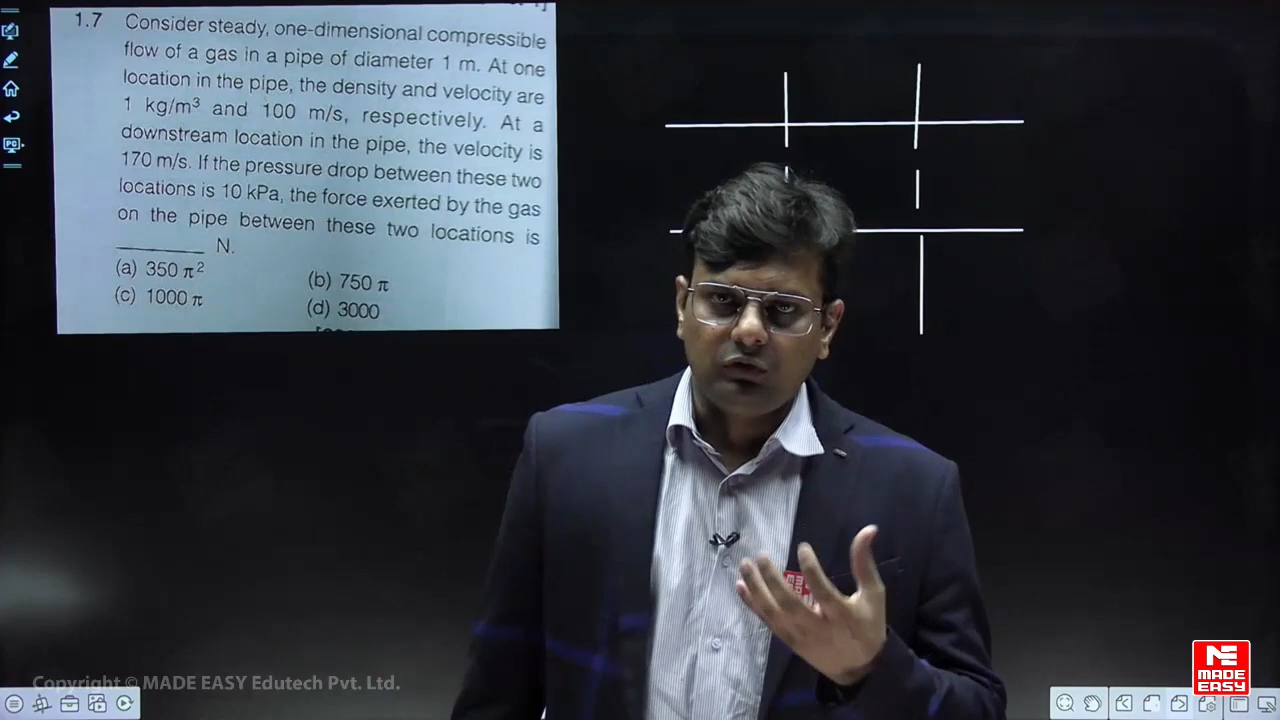 1.7 Consider steady, one-dimensional compressible
flow of a gas in a pipe of diameter 1 m. At one
location in the pipe, the density and velocity are
1 kg/m³ and 100 m/s, respectively. At a
downstream location in the pipe, the velocity is
170 m/s. If the pressure drop between these two
locations is 10 kPa, the force exerted by the gas
on the pipe between these two locations is
________ N.
(a) 350 π² (b) 750 π
(c) 1000 π (d) 3000
Copyright © MADE EASY Edutech Pvt. Ltd.
ME
MADE
EASY